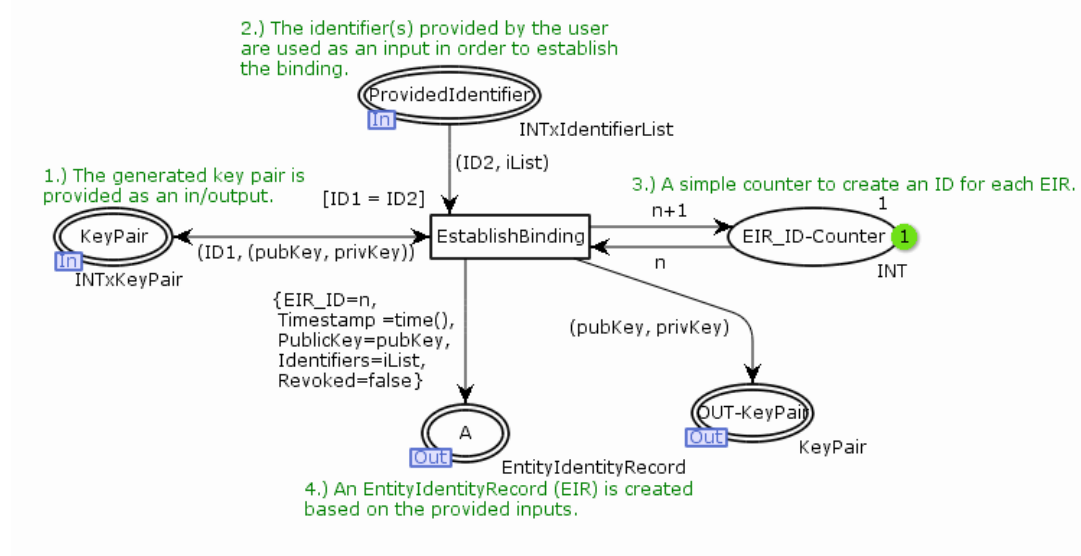 2.) The identifier(s) provided by the user
are used as an input in order to establish
the binding.
ProvidedIdentifier
In
INTxIdentifierList
(ID2, iList)
1.) The generated key pair is
provided as an in/output.
[ID1 = ID2]
3.) A simple counter to create an ID for each EIR.
KeyPair
In
INTxKeyPair
(ID1, (pubKey, privKey))
EstablishBinding
n+1
n
1
EIR_ID-Counter
1
INT
{EIR_ID=n,
Timestamp =time(),
PublicKey=pubKey,
Identifiers=iList,
Revoked=false}
(pubKey, privKey)
A
Out
EntityIdentityRecord
OUT-KeyPair
Out
KeyPair
4.) An EntityIdentityRecord (EIR) is created
based on the provided inputs.